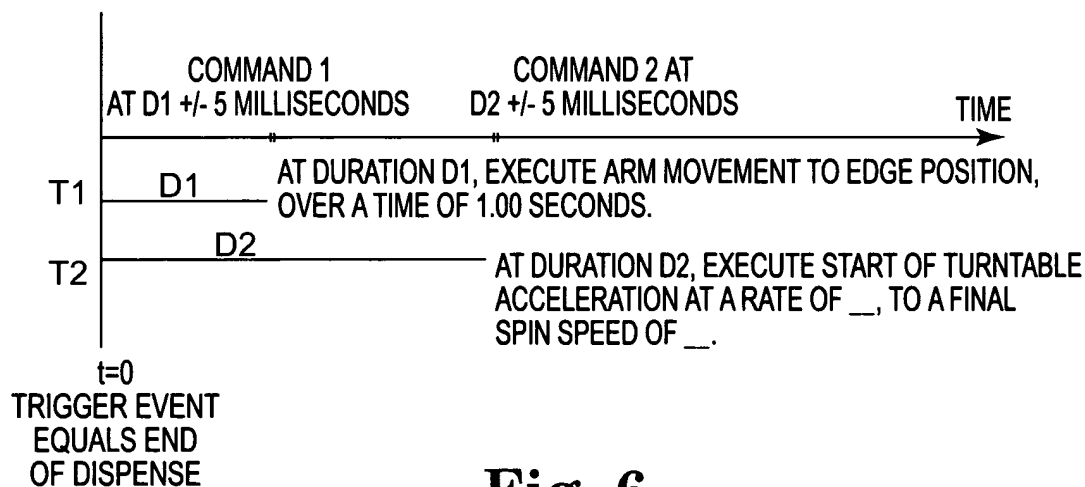 COMMAND 1
AT D1 +/- 5 MILLISECONDS
COMMAND 2 AT
D2 +/- 5 MILLISECONDS
TIME
T1
D1
AT DURATION D1, EXECUTE ARM MOVEMENT TO EDGE POSITION,
OVER A TIME OF 1.00 SECONDS.
T2
D2
AT DURATION D2, EXECUTE START OF TURNTABLE
ACCELERATION AT A RATE OF __, TO A FINAL
SPIN SPEED OF __.
t=0
TRIGGER EVENT
EQUALS END
OF DISPENSE
Fig. 6